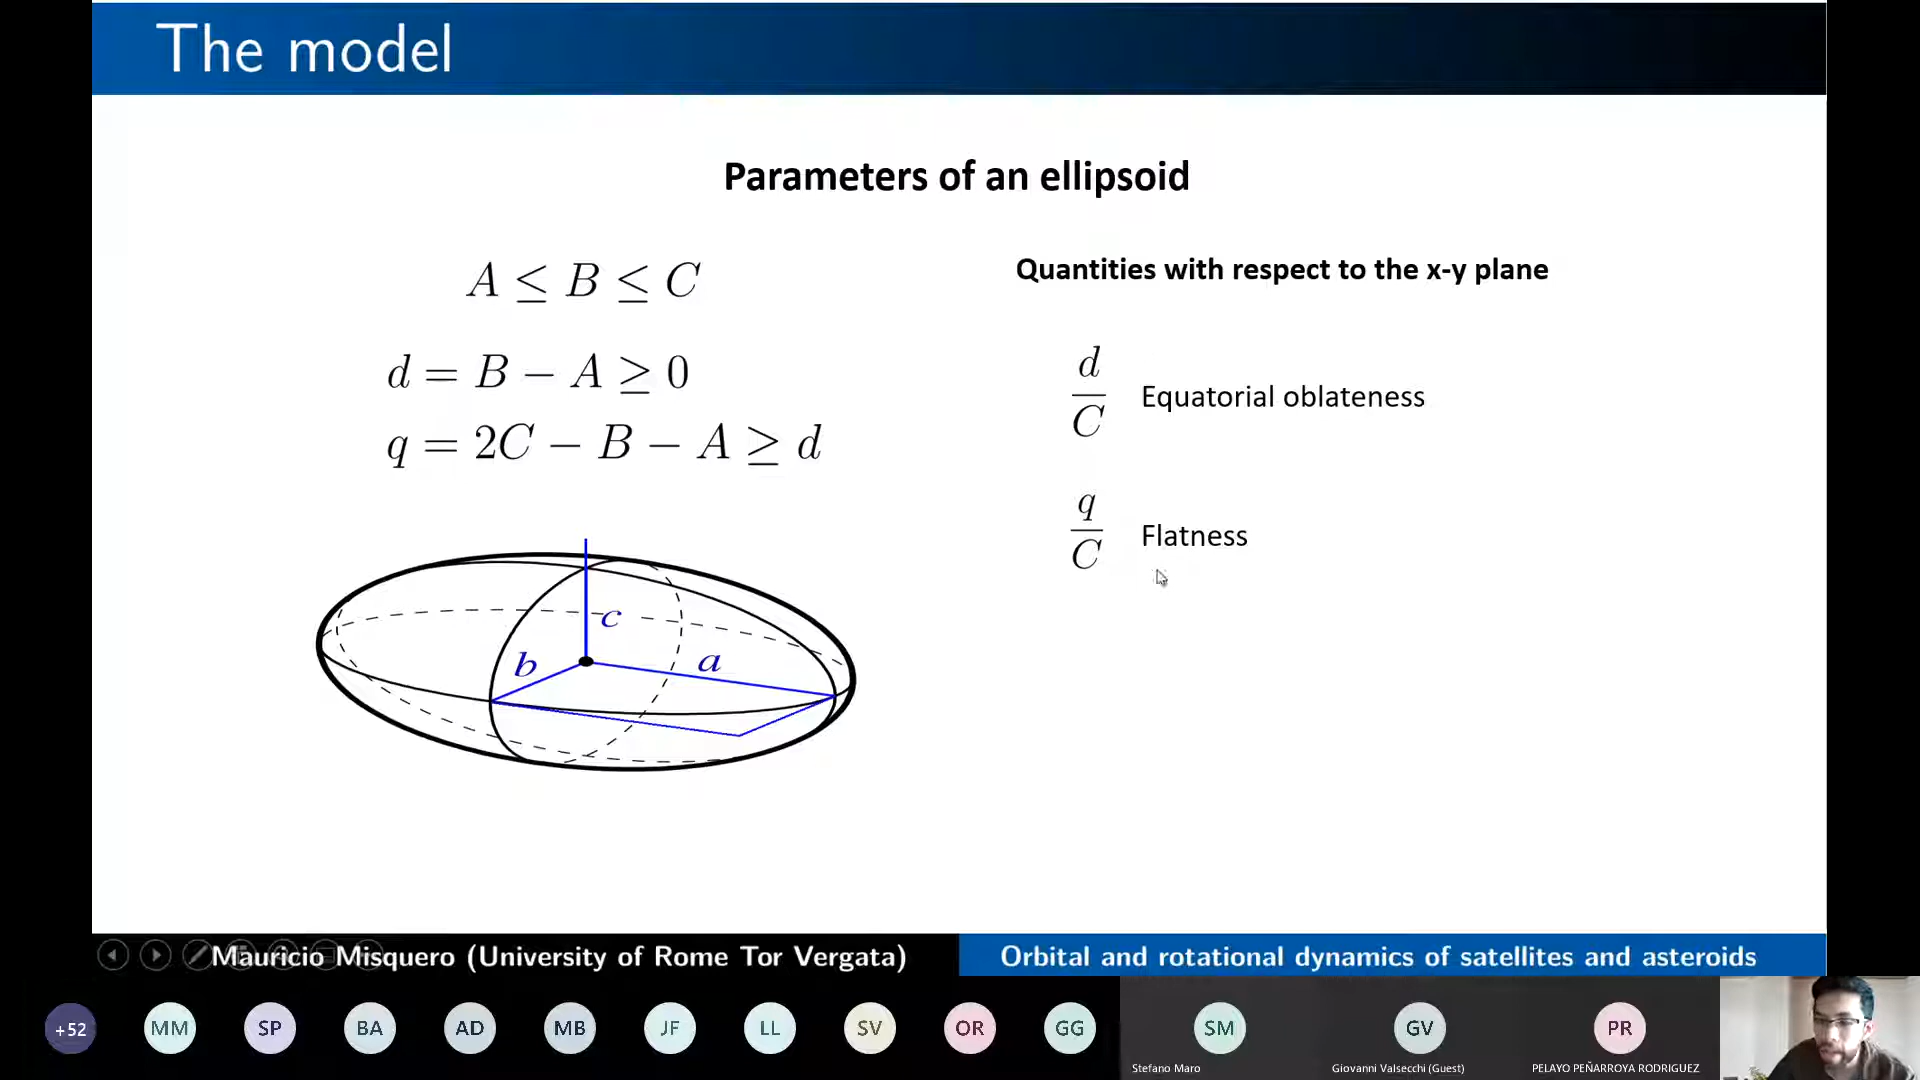 The model
Parameters of an ellipsoid
A ≤ B ≤ C
d = B − A ≥ 0
q = 2C − B − A ≥ d
c
b
a
Quantities with respect to the x-y plane
d
C
Equatorial oblateness
q
C
Flatness
Mauricio Misquero (University of Rome Tor Vergata)
Orbital and rotational dynamics of satellites and asteroids
+52
MM
SP
BA
AD
MB
JF
LL
SV
OR
GG
SM
GV
PR
Stefano Maro
Giovanni Valsecchi (Guest)
PELAYO PEÑARROYA RODRIGUEZ